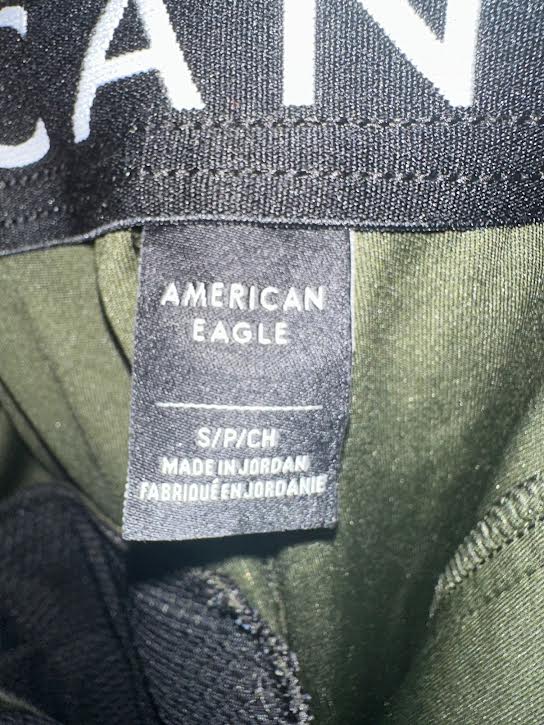 CAN
AMERICAN
EAGLE
S/P/CH
MADE IN JORDAN
FABRIQUÉ EN JORDANIE